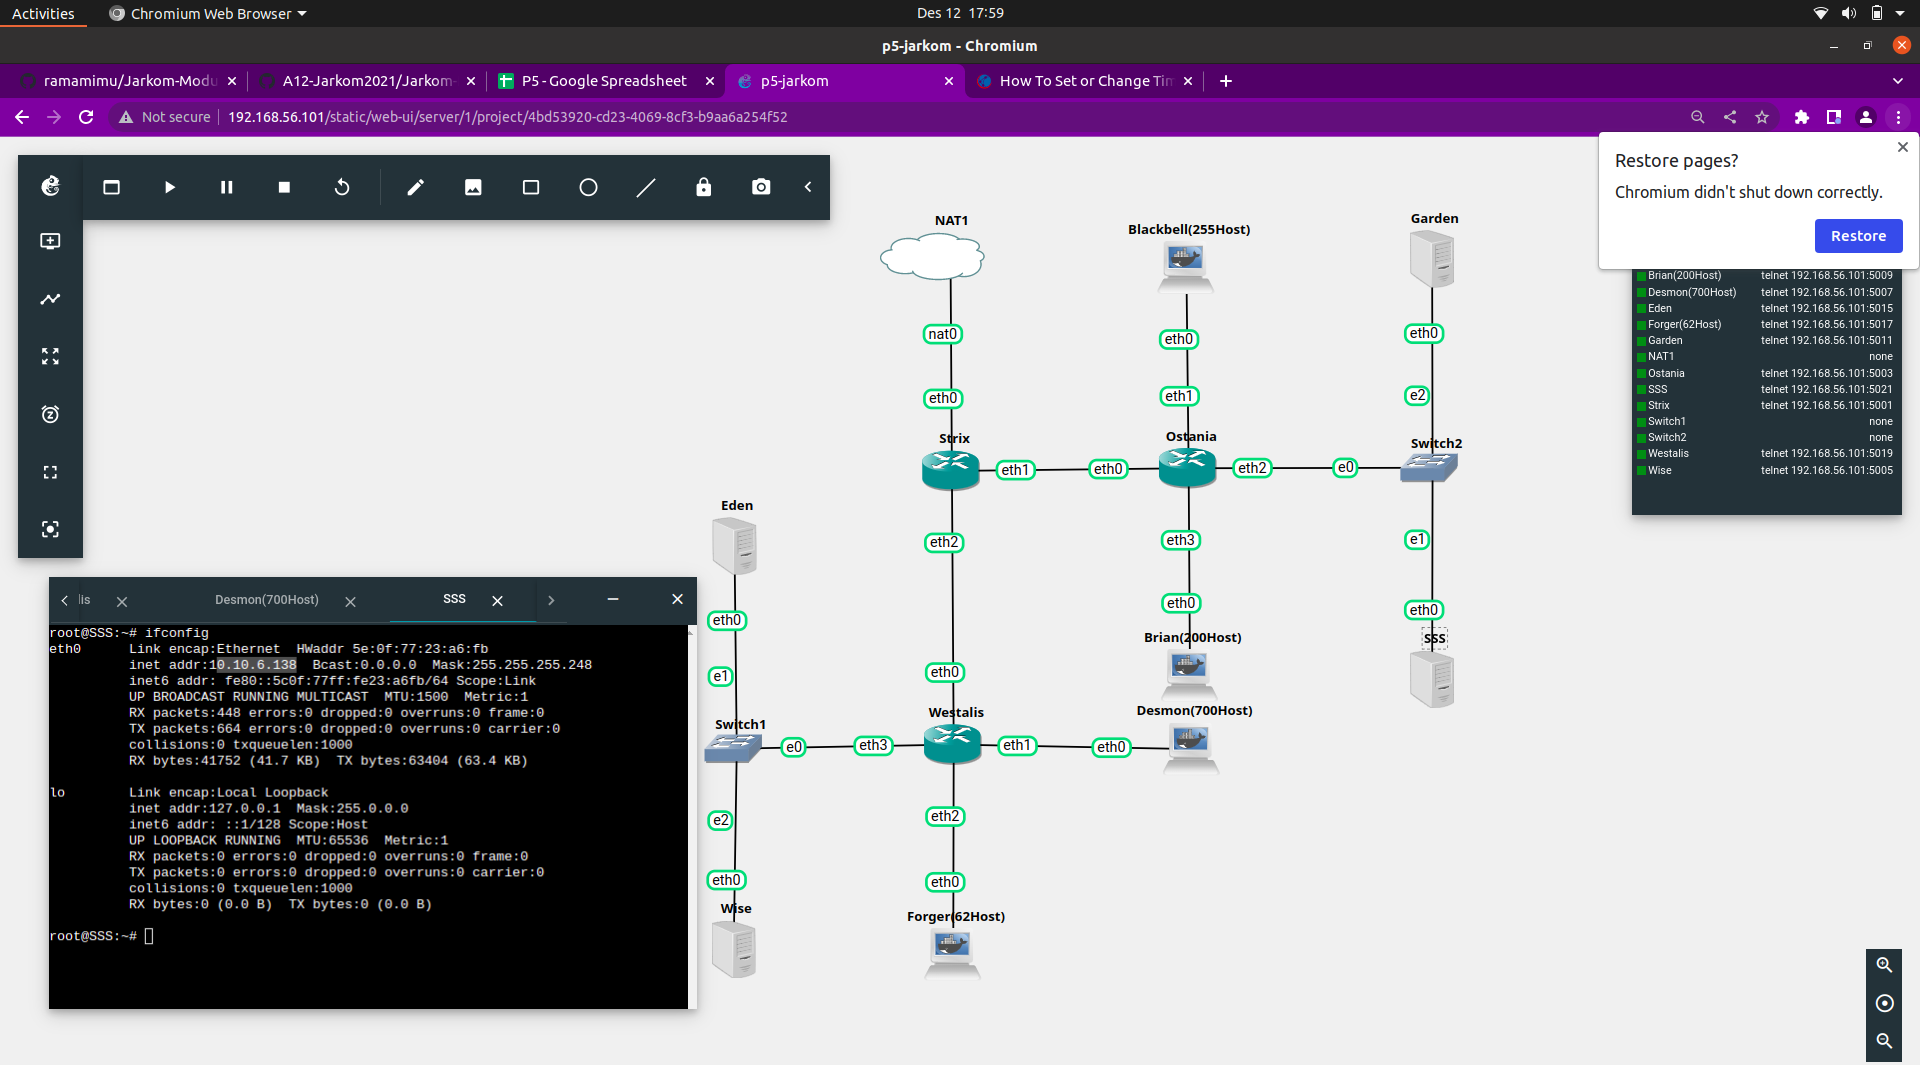 Activities
Chromium Web Browser
Des 12 17:59
p5-jarkom - Chromium
ramamimu/Jarkom-Modu
A12-Jarkom2021/Jarkom-
P5 - Google Spreadsheet
p5-jarkom
How To Set or Change Tim
Not secure
192.168.56.101/static/web-ui/server/1/project/4bd53920-cd23-4069-8cf3-b9aa6a254f52
Restore pages?
Chromium didn't shut down correctly.
Restore
Brian(200Host) telnet 192.168.56.101:5009
Desmon(700Host) telnet 192.168.56.101:5007
Eden telnet 192.168.56.101:5015
Forger(62Host) telnet 192.168.56.101:5017
Garden telnet 192.168.56.101:5011
NAT1 none
Ostania telnet 192.168.56.101:5003
SSS telnet 192.168.56.101:5021
Strix telnet 192.168.56.101:5001
Switch1 none
Switch2 none
Westalis telnet 192.168.56.101:5019
Wise telnet 192.168.56.101:5005
NAT1
Blackbell(255Host)
Garden
nat0
eth0
eth0
eth0
eth1
e2
Strix
Ostania
Switch2
eth1
eth0
eth2
e0
Eden
eth2
eth3
e1
eth0
eth0
eth0
Brian(200Host)
SSS
e1
eth0
Westalis
Desmon(700Host)
Switch1
e0
eth3
eth1
eth0
e2
eth2
eth0
eth0
Wise
Forger(62Host)
lis
Desmon(700Host)
SSS
root@SSS:~# ifconfig
eth0 Link encap:Ethernet HWaddr 5e:0f:77:23:a6:fb
inet addr:10.10.6.138 Bcast:0.0.0.0 Mask:255.255.255.248
inet6 addr: fe80::5c0f:77ff:fe23:a6fb/64 Scope:Link
UP BROADCAST RUNNING MULTICAST MTU:1500 Metric:1
RX packets:448 errors:0 dropped:0 overruns:0 frame:0
TX packets:664 errors:0 dropped:0 overruns:0 carrier:0
collisions:0 txqueuelen:1000
RX bytes:41752 (41.7 KB) TX bytes:63404 (63.4 KB)
lo Link encap:Local Loopback
inet addr:127.0.0.1 Mask:255.0.0.0
inet6 addr: ::1/128 Scope:Host
UP LOOPBACK RUNNING MTU:65536 Metric:1
RX packets:0 errors:0 dropped:0 overruns:0 frame:0
TX packets:0 errors:0 dropped:0 overruns:0 carrier:0
collisions:0 txqueuelen:1000
RX bytes:0 (0.0 B) TX bytes:0 (0.0 B)
root@SSS:~#